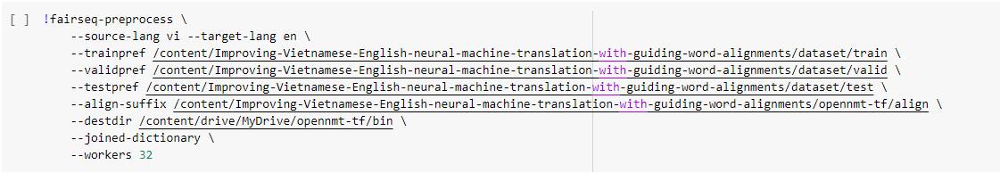 [ ] !fairseq-preprocess \
--source-lang vi --target-lang en \
--trainpref /content/Improving-Vietnamese-English-neural-machine-translation-with-guiding-word-alignments/dataset/train \
--validpref /content/Improving-Vietnamese-English-neural-machine-translation-with-guiding-word-alignments/dataset/valid \
--testpref /content/Improving-Vietnamese-English-neural-machine-translation-with-guiding-word-alignments/dataset/test \
--align-suffix /content/Improving-Vietnamese-English-neural-machine-translation-with-guiding-word-alignments/opennmt-tf/align \
--destdir /content/drive/MyDrive/opennmt-tf/bin \
--joined-dictionary \
--workers 32